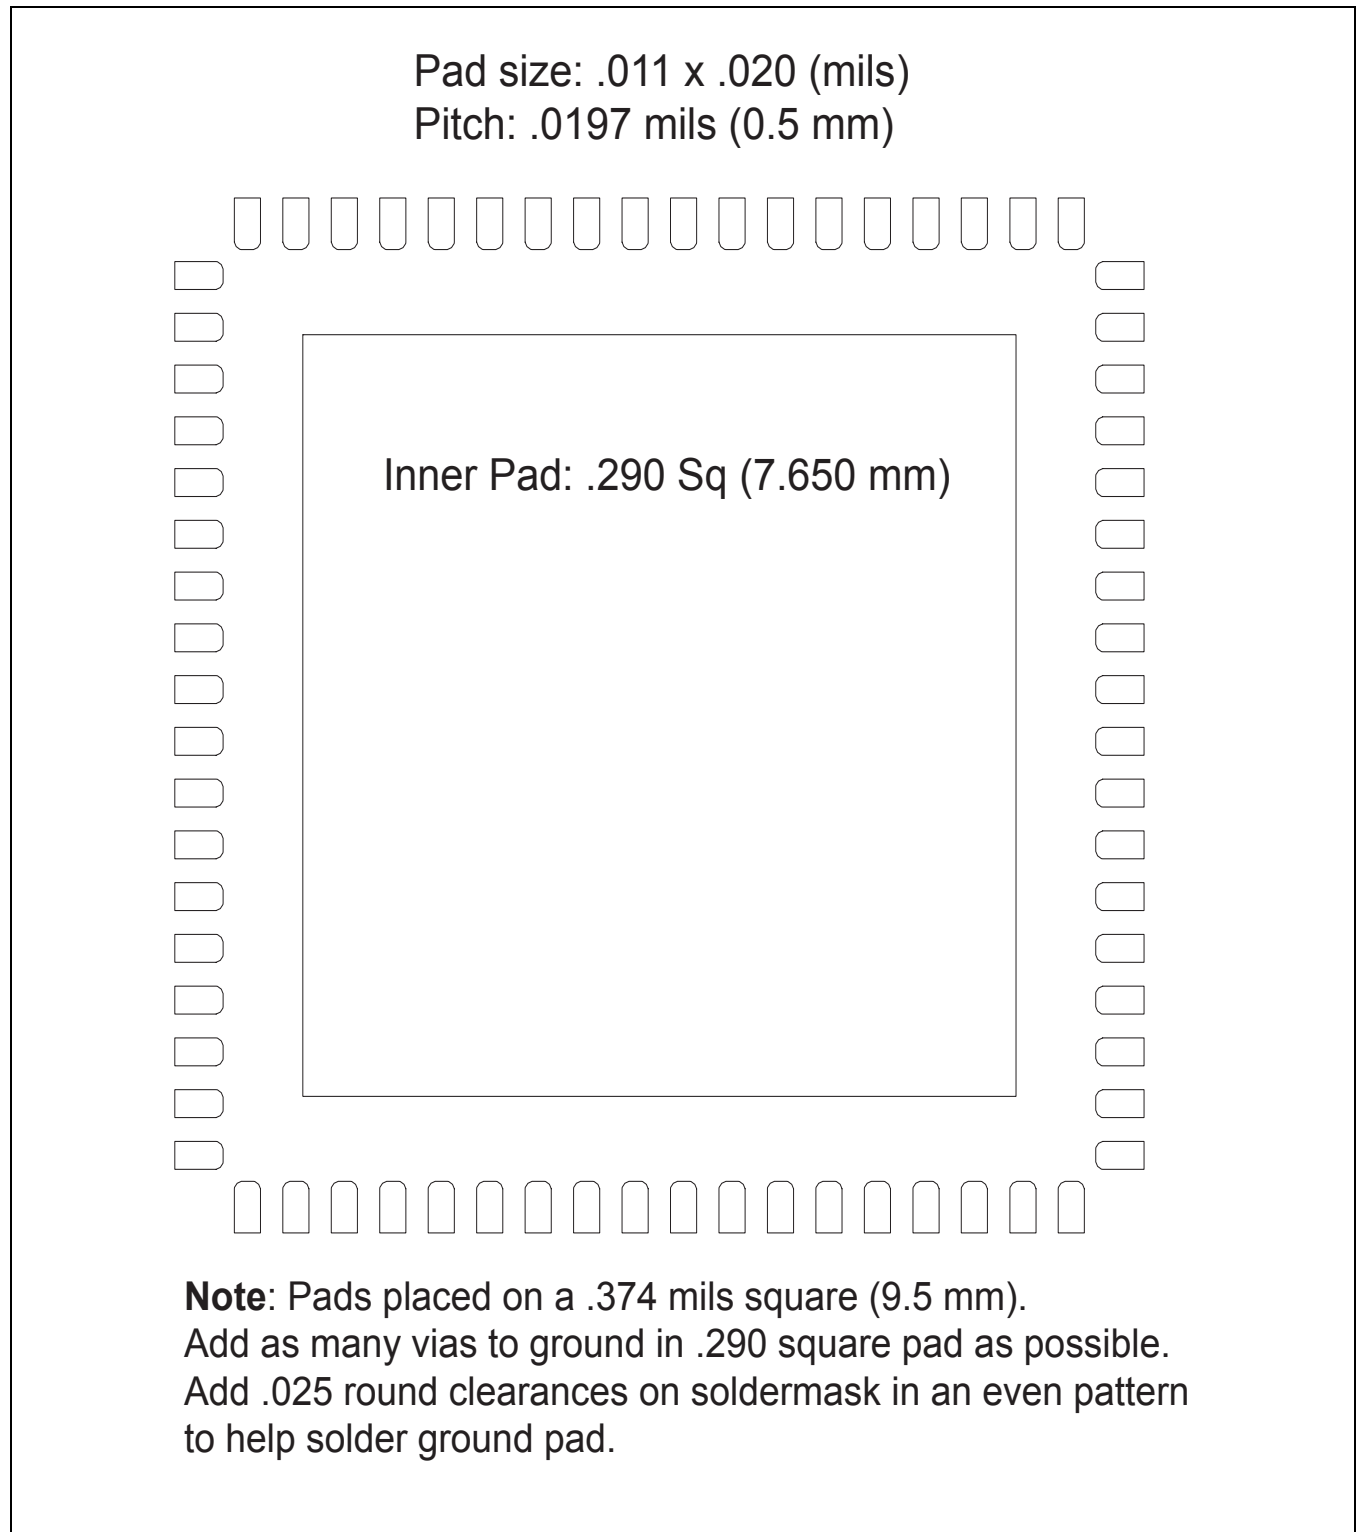 Pad size: .011 x .020 (mils)
Pitch: .0197 mils (0.5 mm)
Inner Pad: .290 Sq (7.650 mm)
Note: Pads placed on a .374 mils square (9.5 mm).
Add as many vias to ground in .290 square pad as possible.
Add .025 round clearances on soldermask in an even pattern
to help solder ground pad.